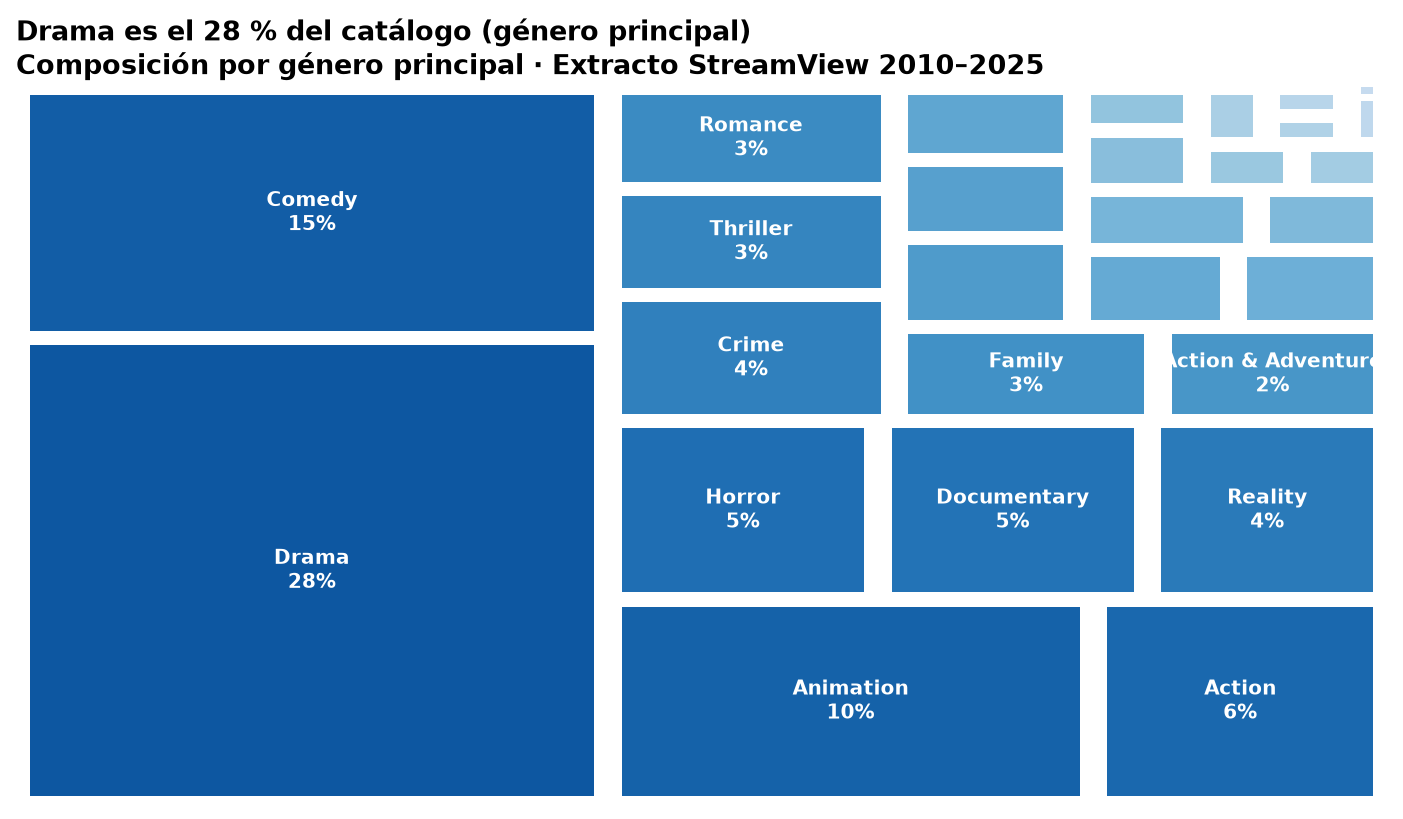 Drama es el 28 % del catálogo (género principal)
Composición por género principal · Extracto StreamView 2010–2025
Comedy
15%
Drama
28%
Romance
3%
Thriller
3%
Crime
4%
Family
3%
Action & Adventure
2%
Horror
5%
Documentary
5%
Reality
4%
Animation
10%
Action
6%